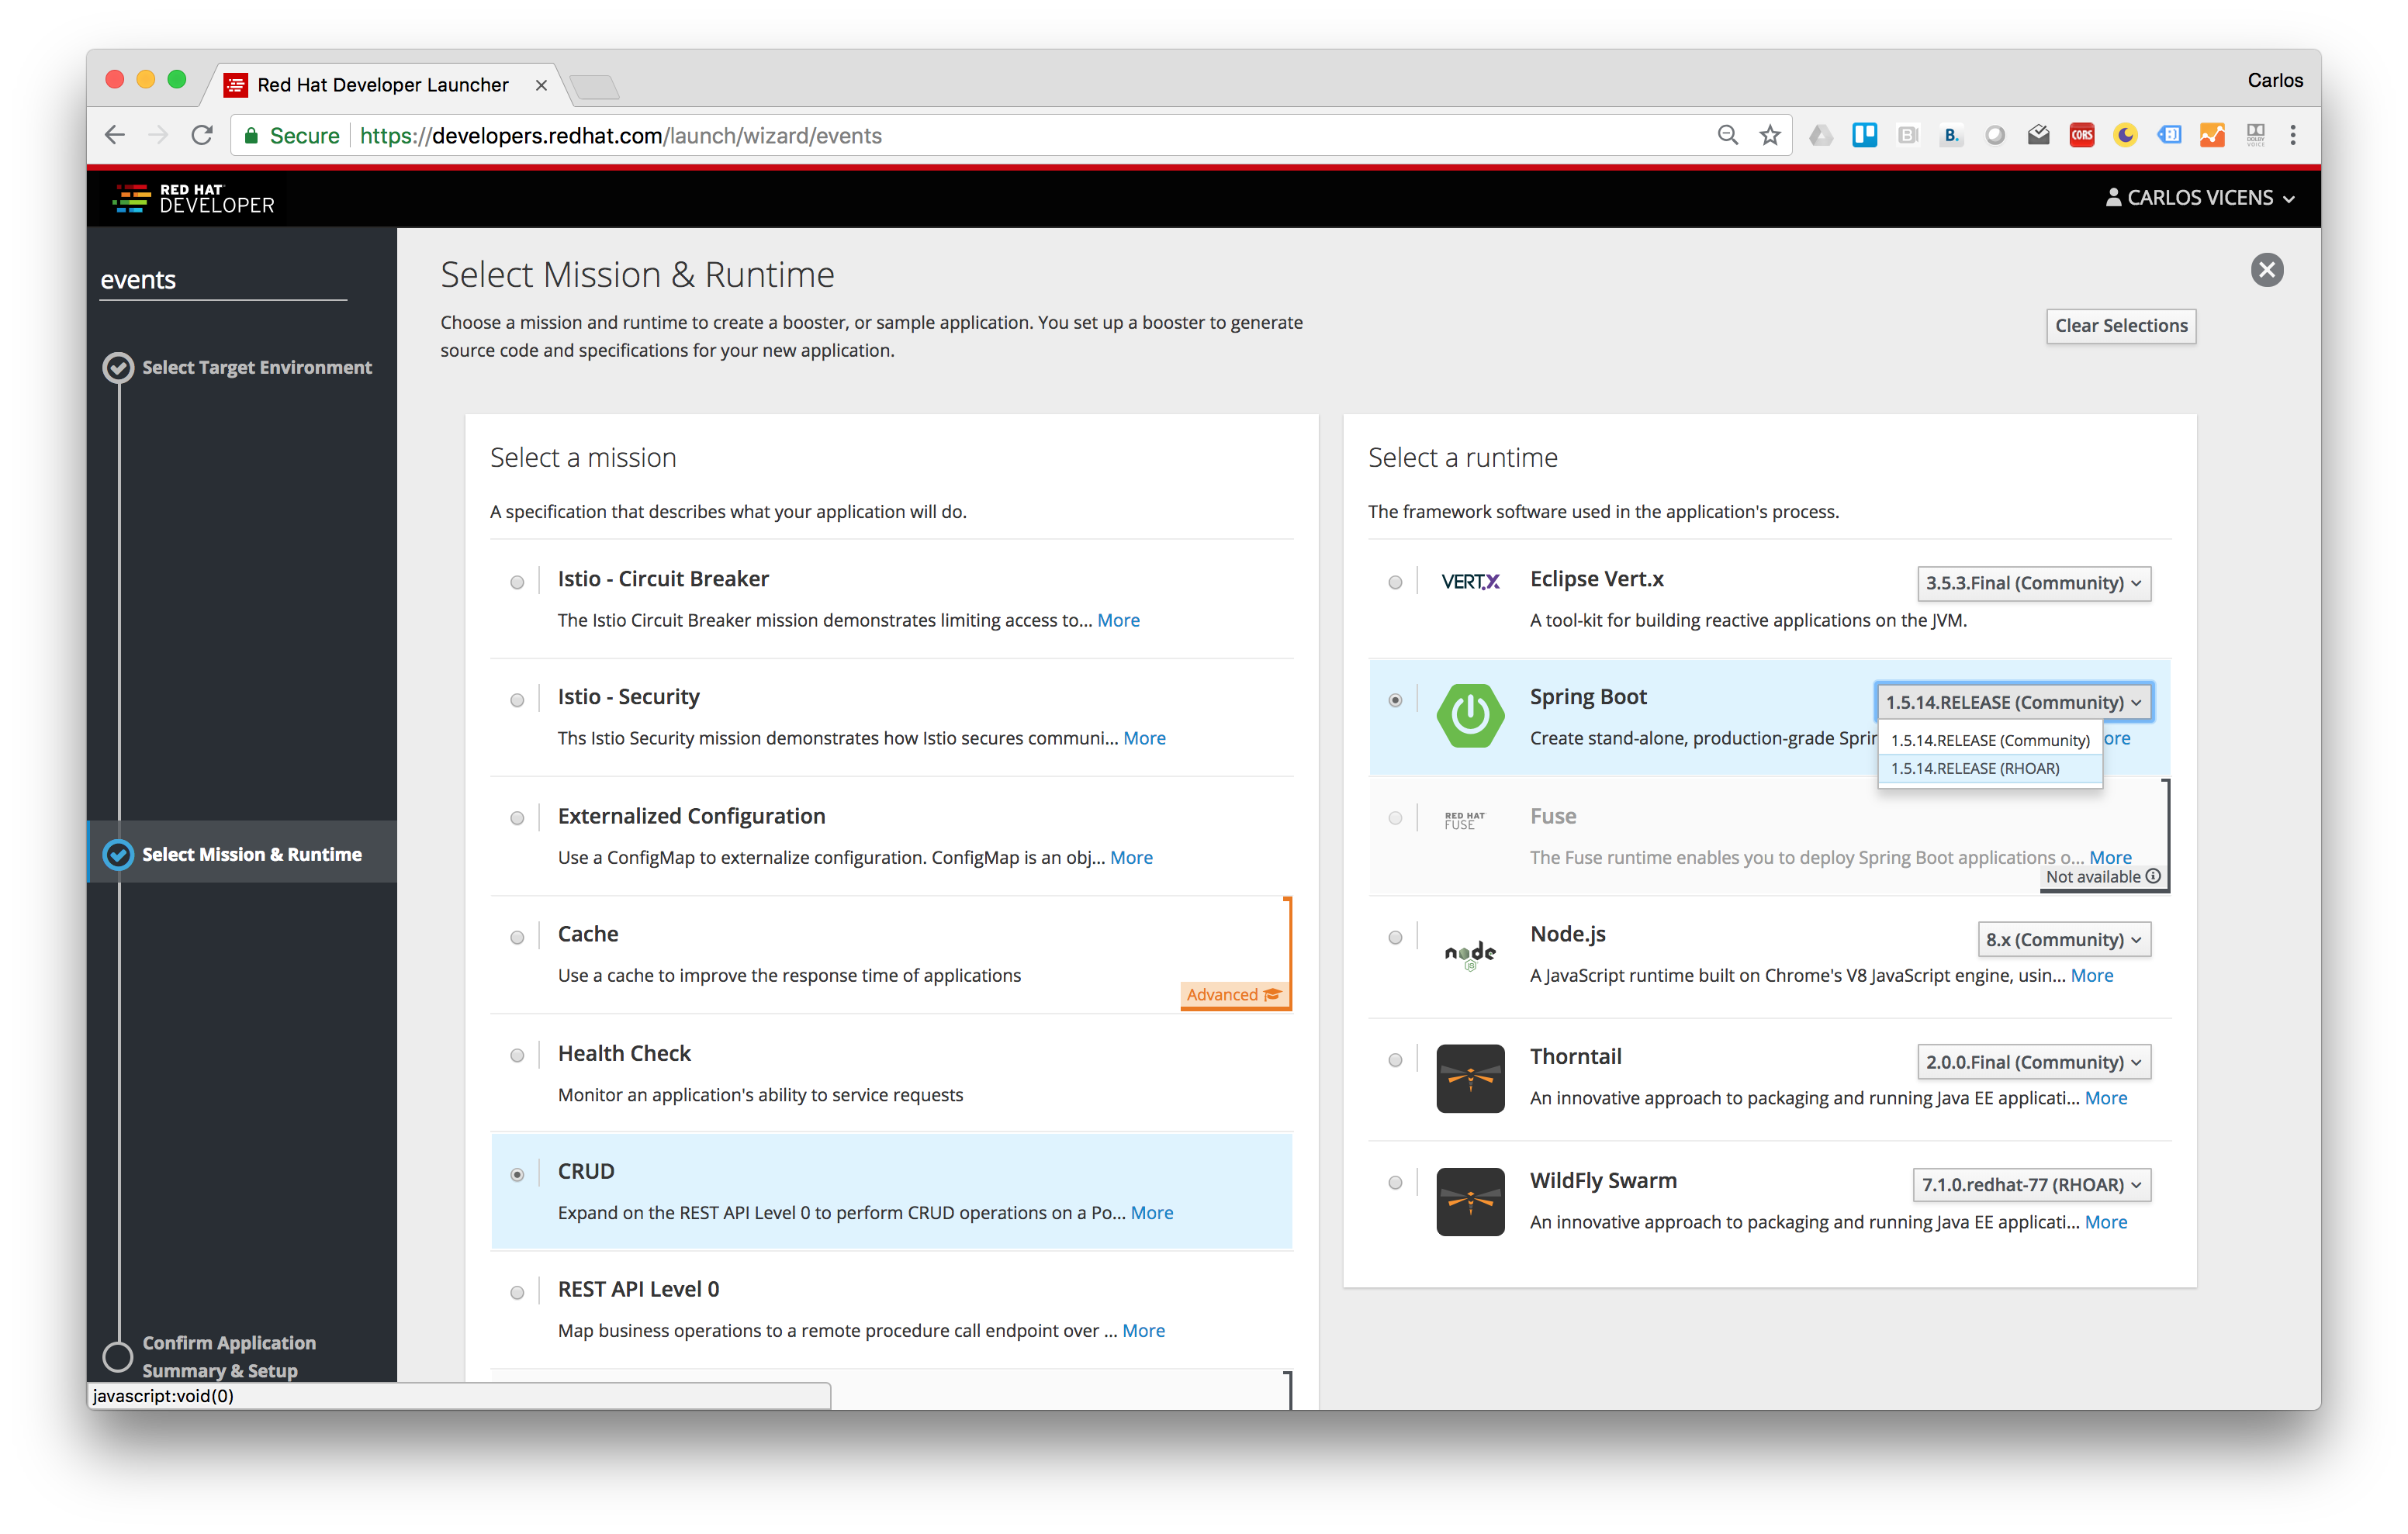 Red Hat Developer Launcher
Carlos
Secure
https://developers.redhat.com/launch/wizard/events
B.
CORS
DOLBY
VOICE
RED HAT
DEVELOPER
CARLOS VICENS
events
Select Target Environment
Select Mission & Runtime
Confirm Application
Summary & Setup
Select Mission & Runtime
Choose a mission and runtime to create a booster, or sample application. You set up a booster to generate
source code and specifications for your new application.
Clear Selections
Select a mission
A specification that describes what your application will do.
Istio - Circuit Breaker
The Istio Circuit Breaker mission demonstrates limiting access to... More
Istio - Security
Ths Istio Security mission demonstrates how Istio secures communi... More
Externalized Configuration
Use a ConfigMap to externalize configuration. ConfigMap is an obj... More
Cache
Use a cache to improve the response time of applications
Advanced
Health Check
Monitor an application's ability to service requests
CRUD
Expand on the REST API Level 0 to perform CRUD operations on a Po... More
REST API Level 0
Map business operations to a remote procedure call endpoint over ... More
Select a runtime
The framework software used in the application's process.
VERT.X
Eclipse Vert.x
3.5.3.Final (Community)
A tool-kit for building reactive applications on the JVM.
Spring Boot
1.5.14.RELEASE (Community)
Create stand-alone, production-grade Sprin
ore
1.5.14.RELEASE (Community)
1.5.14.RELEASE (RHOAR)
RED HAT
FUSE
Fuse
The Fuse runtime enables you to deploy Spring Boot applications o... More
Not available
node
JS
Node.js
8.x (Community)
A JavaScript runtime built on Chrome's V8 JavaScript engine, usin... More
Thorntail
2.0.0.Final (Community)
An innovative approach to packaging and running Java EE applicati... More
WildFly Swarm
7.1.0.redhat-77 (RHOAR)
An innovative approach to packaging and running Java EE applicati... More
javascript:void(0)